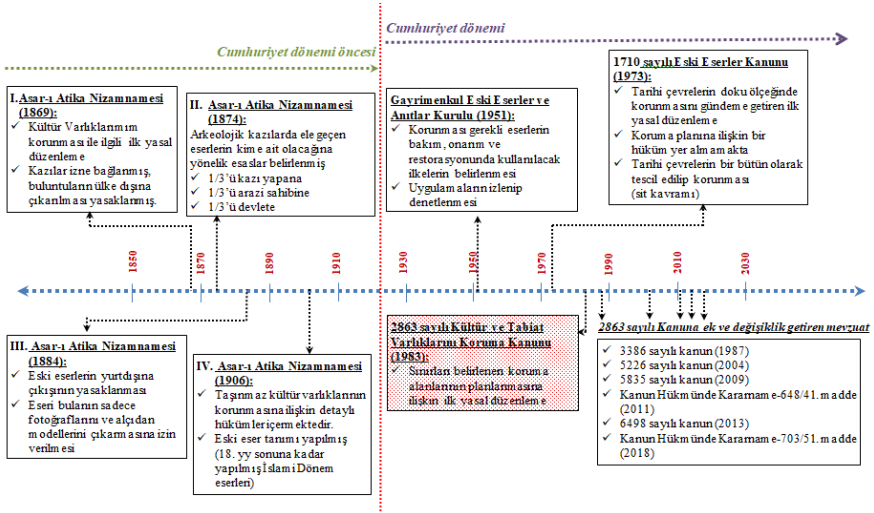 Cumhuriyet dönemi öncesi
Cumhuriyet dönemi
I. Asar-ı Atika Nizamnamesi
(1869):
✓ Kültür Varlıklarının
korunması ile ilgili ilk yasal
düzenleme
✓ Kazılar izne bağlanmış,
buluntuların ülke dışına
çıkarılması yasaklanmış.
II. Asar-ı Atika Nizamnamesi
(1874):
Arkeolojik kazılarda ele geçen
eserlerin kime ait olacağına
yönelik esaslar belirlenmiş
✓ 1/3’ü kazı yapana
✓ 1/3’ü arazi sahibine
✓ 1/3’ü devlete
Gayrimenkul Eski Eserler ve
Anıtlar Kurulu (1951):
✓ Korunması gerekli eserlerin
bakım, onarım ve
restorasyonunda kullanılacak
ilkelerin belirlenmesi
✓ Uygulamaların izlenip
denetlenmesi
1710 sayılı Eski Eserler Kanunu
(1973):
✓ Tarihi çevrelerin doku ölçeğinde
korunmasını gündeme getiren ilk
yasal düzenleme
✓ Koruma planına ilişkin bir
hüküm yer almamakta
✓ Tarihi çevrelerin bir bütün olarak
tescil edilip korunması
(sit kavramı)
1850
1870
1890
1910
1930
1950
1970
1990
2010
2030
III. Asar-ı Atika Nizamnamesi
(1884):
✓ Eski eserlerin yurtdışına
çıkışının yasaklanması
✓ Eseri bulanın sadece
fotoğraflarını ve alçıdan
modellerini çıkarmasına izin
verilmesi
IV. Asar-ı Atika Nizamnamesi
(1906):
✓ Taşınmaz kültür varlıklarının
korunmasına ilişkin detaylı
hükümler içermektedir.
✓ Eski eser tanımı yapılmış
(18. yy sonuna kadar
yapılmış İslami Dönem
eserleri)
2863 sayılı Kültür ve Tabiat
Varlıklarını Koruma Kanunu
(1983):
✓ Sınırları belirlenen koruma
alanlarının planlanmasına
ilişkin ilk yasal düzenleme
2863 sayılı Kanuna ek ve değişiklik getiren mevzuat
✓ 3386 sayılı kanun (1987)
✓ 5226 sayılı kanun (2004)
✓ 5835 sayılı kanun (2009)
✓ Kanun Hükmünde Kararname-648/41. madde
(2011)
✓ 6498 sayılı kanun (2013)
✓ Kanun Hükmünde Kararname-703/51. madde
(2018)